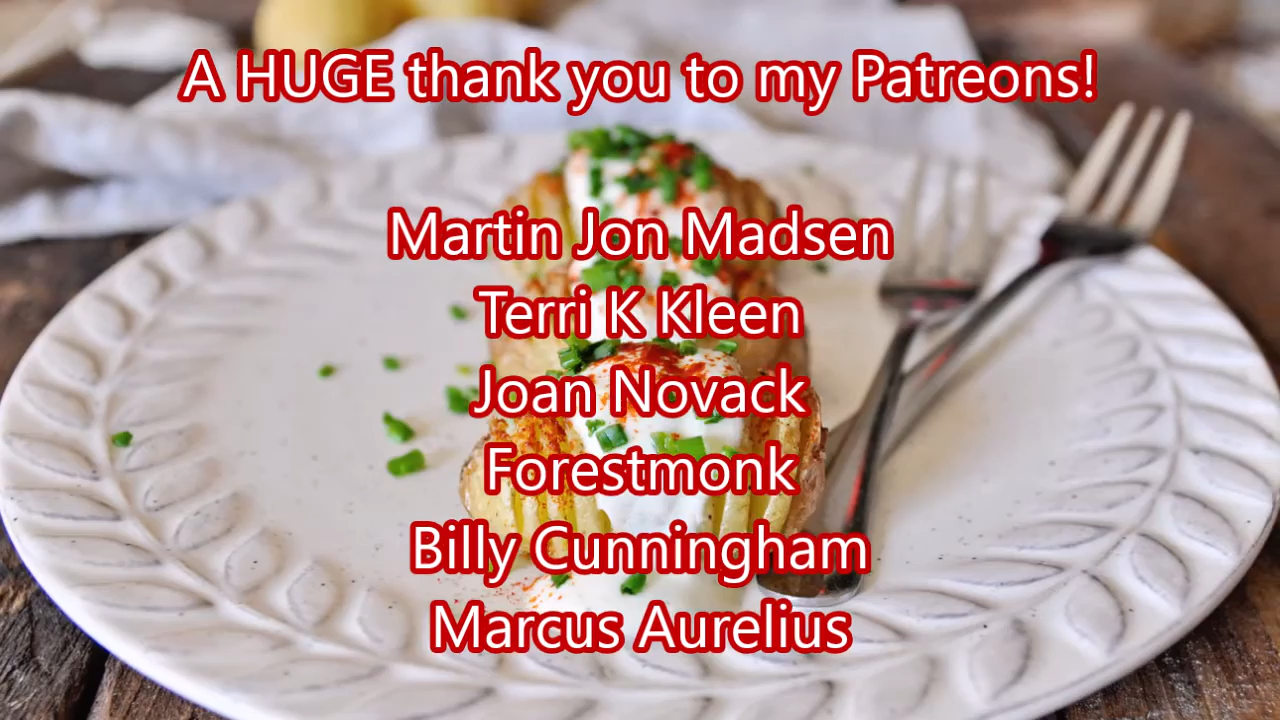 A HUGE thank you to my Patreons!
Martin Jon Madsen
Terri K Kleen
Joan Novack
Forestmonk
Billy Cunningham
Marcus Aurelius